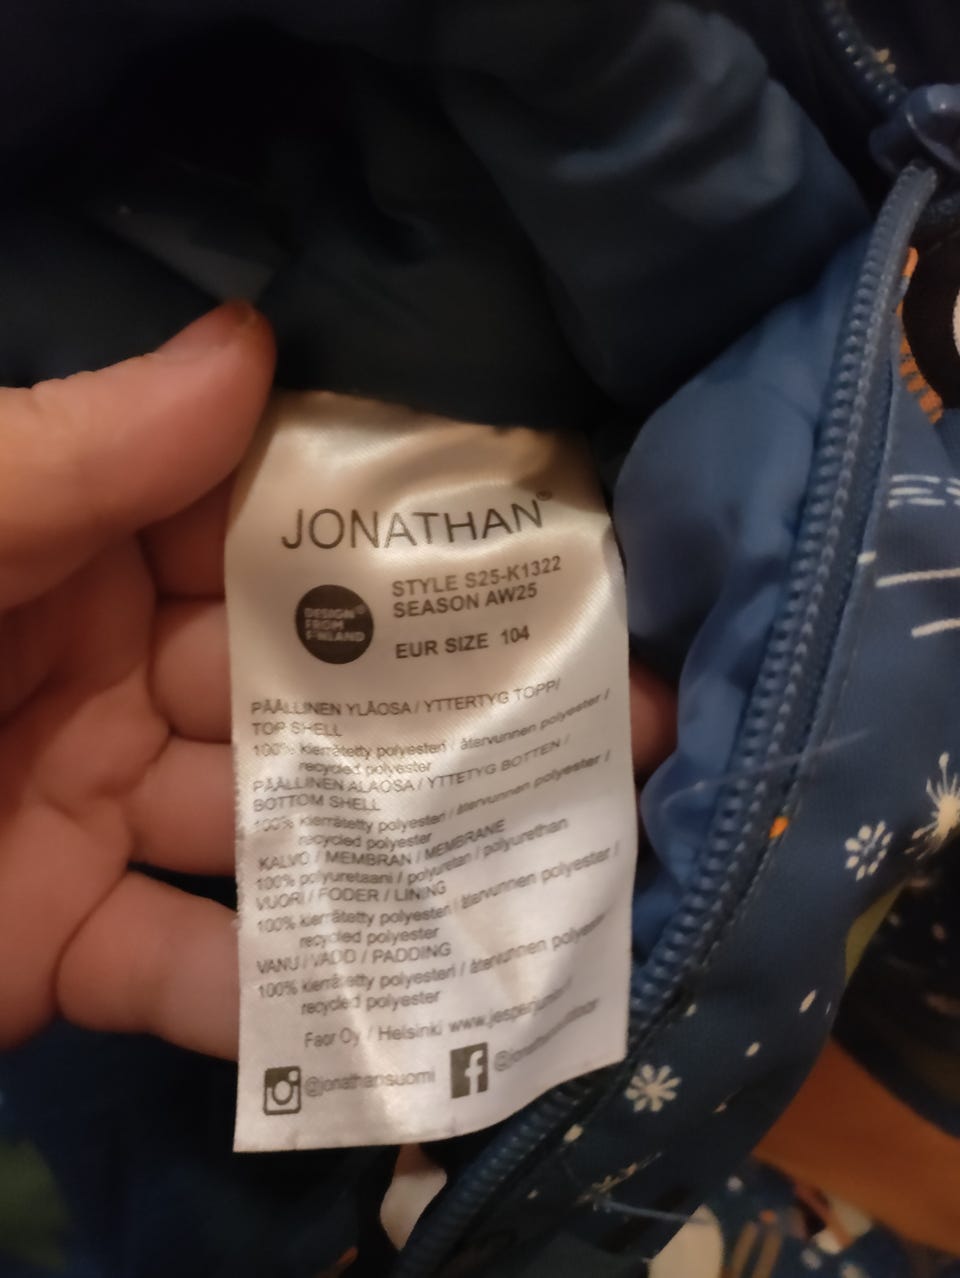 JONATHAN®
DESIGN
FROM
FINLAND
STYLE S25-K1322
SEASON AW25
EUR SIZE 104
PÄÄLLINEN YLÄOSA / YTTERTYG TOPP/
TOP SHELL
100% kierrätetty polyesteri / återvunnen polyester /
recycled polyester
PÄÄLLINEN ALAOSA / YTTETYG BOTTEN /
BOTTOM SHELL
100% kierrätetty polyesteri / återvunnen polyester /
recycled polyester
KALVO / MEMBRAN / MEMBRANE
100% polyuretaani / polyuretan / polyurethan
VUORI / FODER / LINING
100% kierrätetty polyesteri / återvunnen polyester /
recycled polyester
VANU / VADD / PADDING
100% kierrätetty polyesteri / återvunnen polyester /
recycled polyester
Faor Oy / Helsinki
@jonathansuomi
f